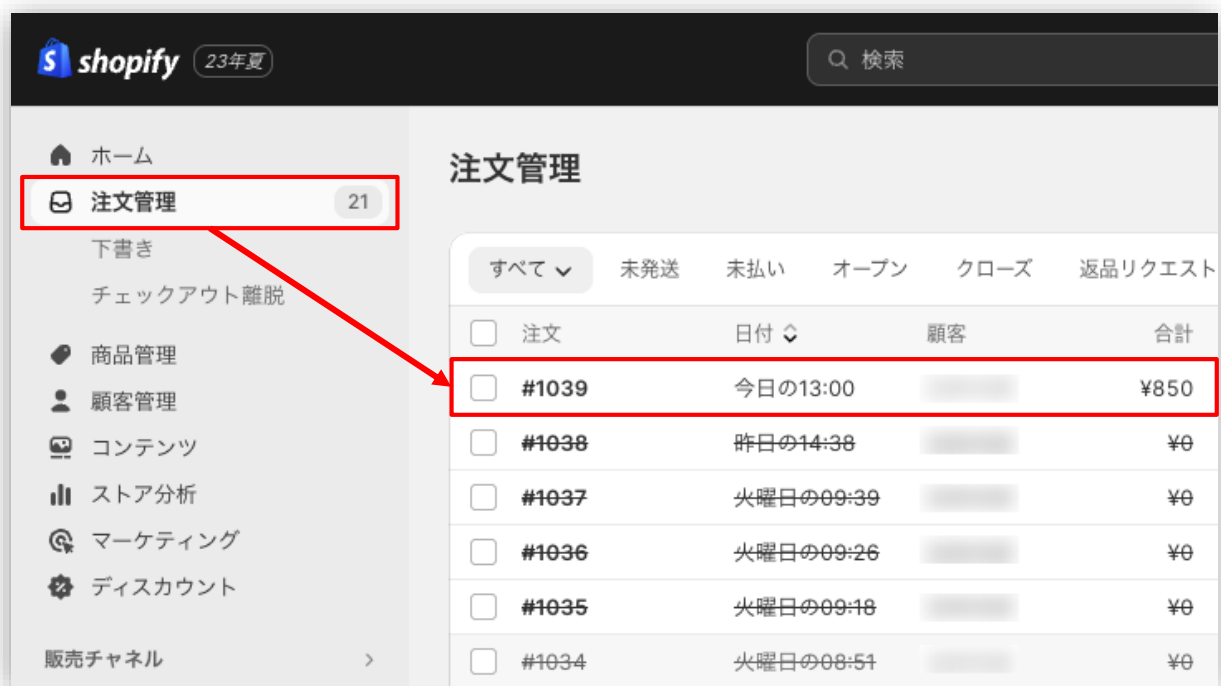 shopify 23年夏 検索
ホーム
注文管理 21
下書き
チェックアウト離脱
商品管理
顧客管理
コンテンツ
ストア分析
マーケティング
ディスカウント
販売チャネル
注文管理
すべて 未発送 未払い オープン クローズ 返品リクエスト
注文 日付 顧客 合計
#1039 今日の13:00 ¥850
#1038 昨日の14:38 ¥0
#1037 火曜日の09:39 ¥0
#1036 火曜日の09:26 ¥0
#1035 火曜日の09:18 ¥0
#1034 火曜日の08:51 ¥0